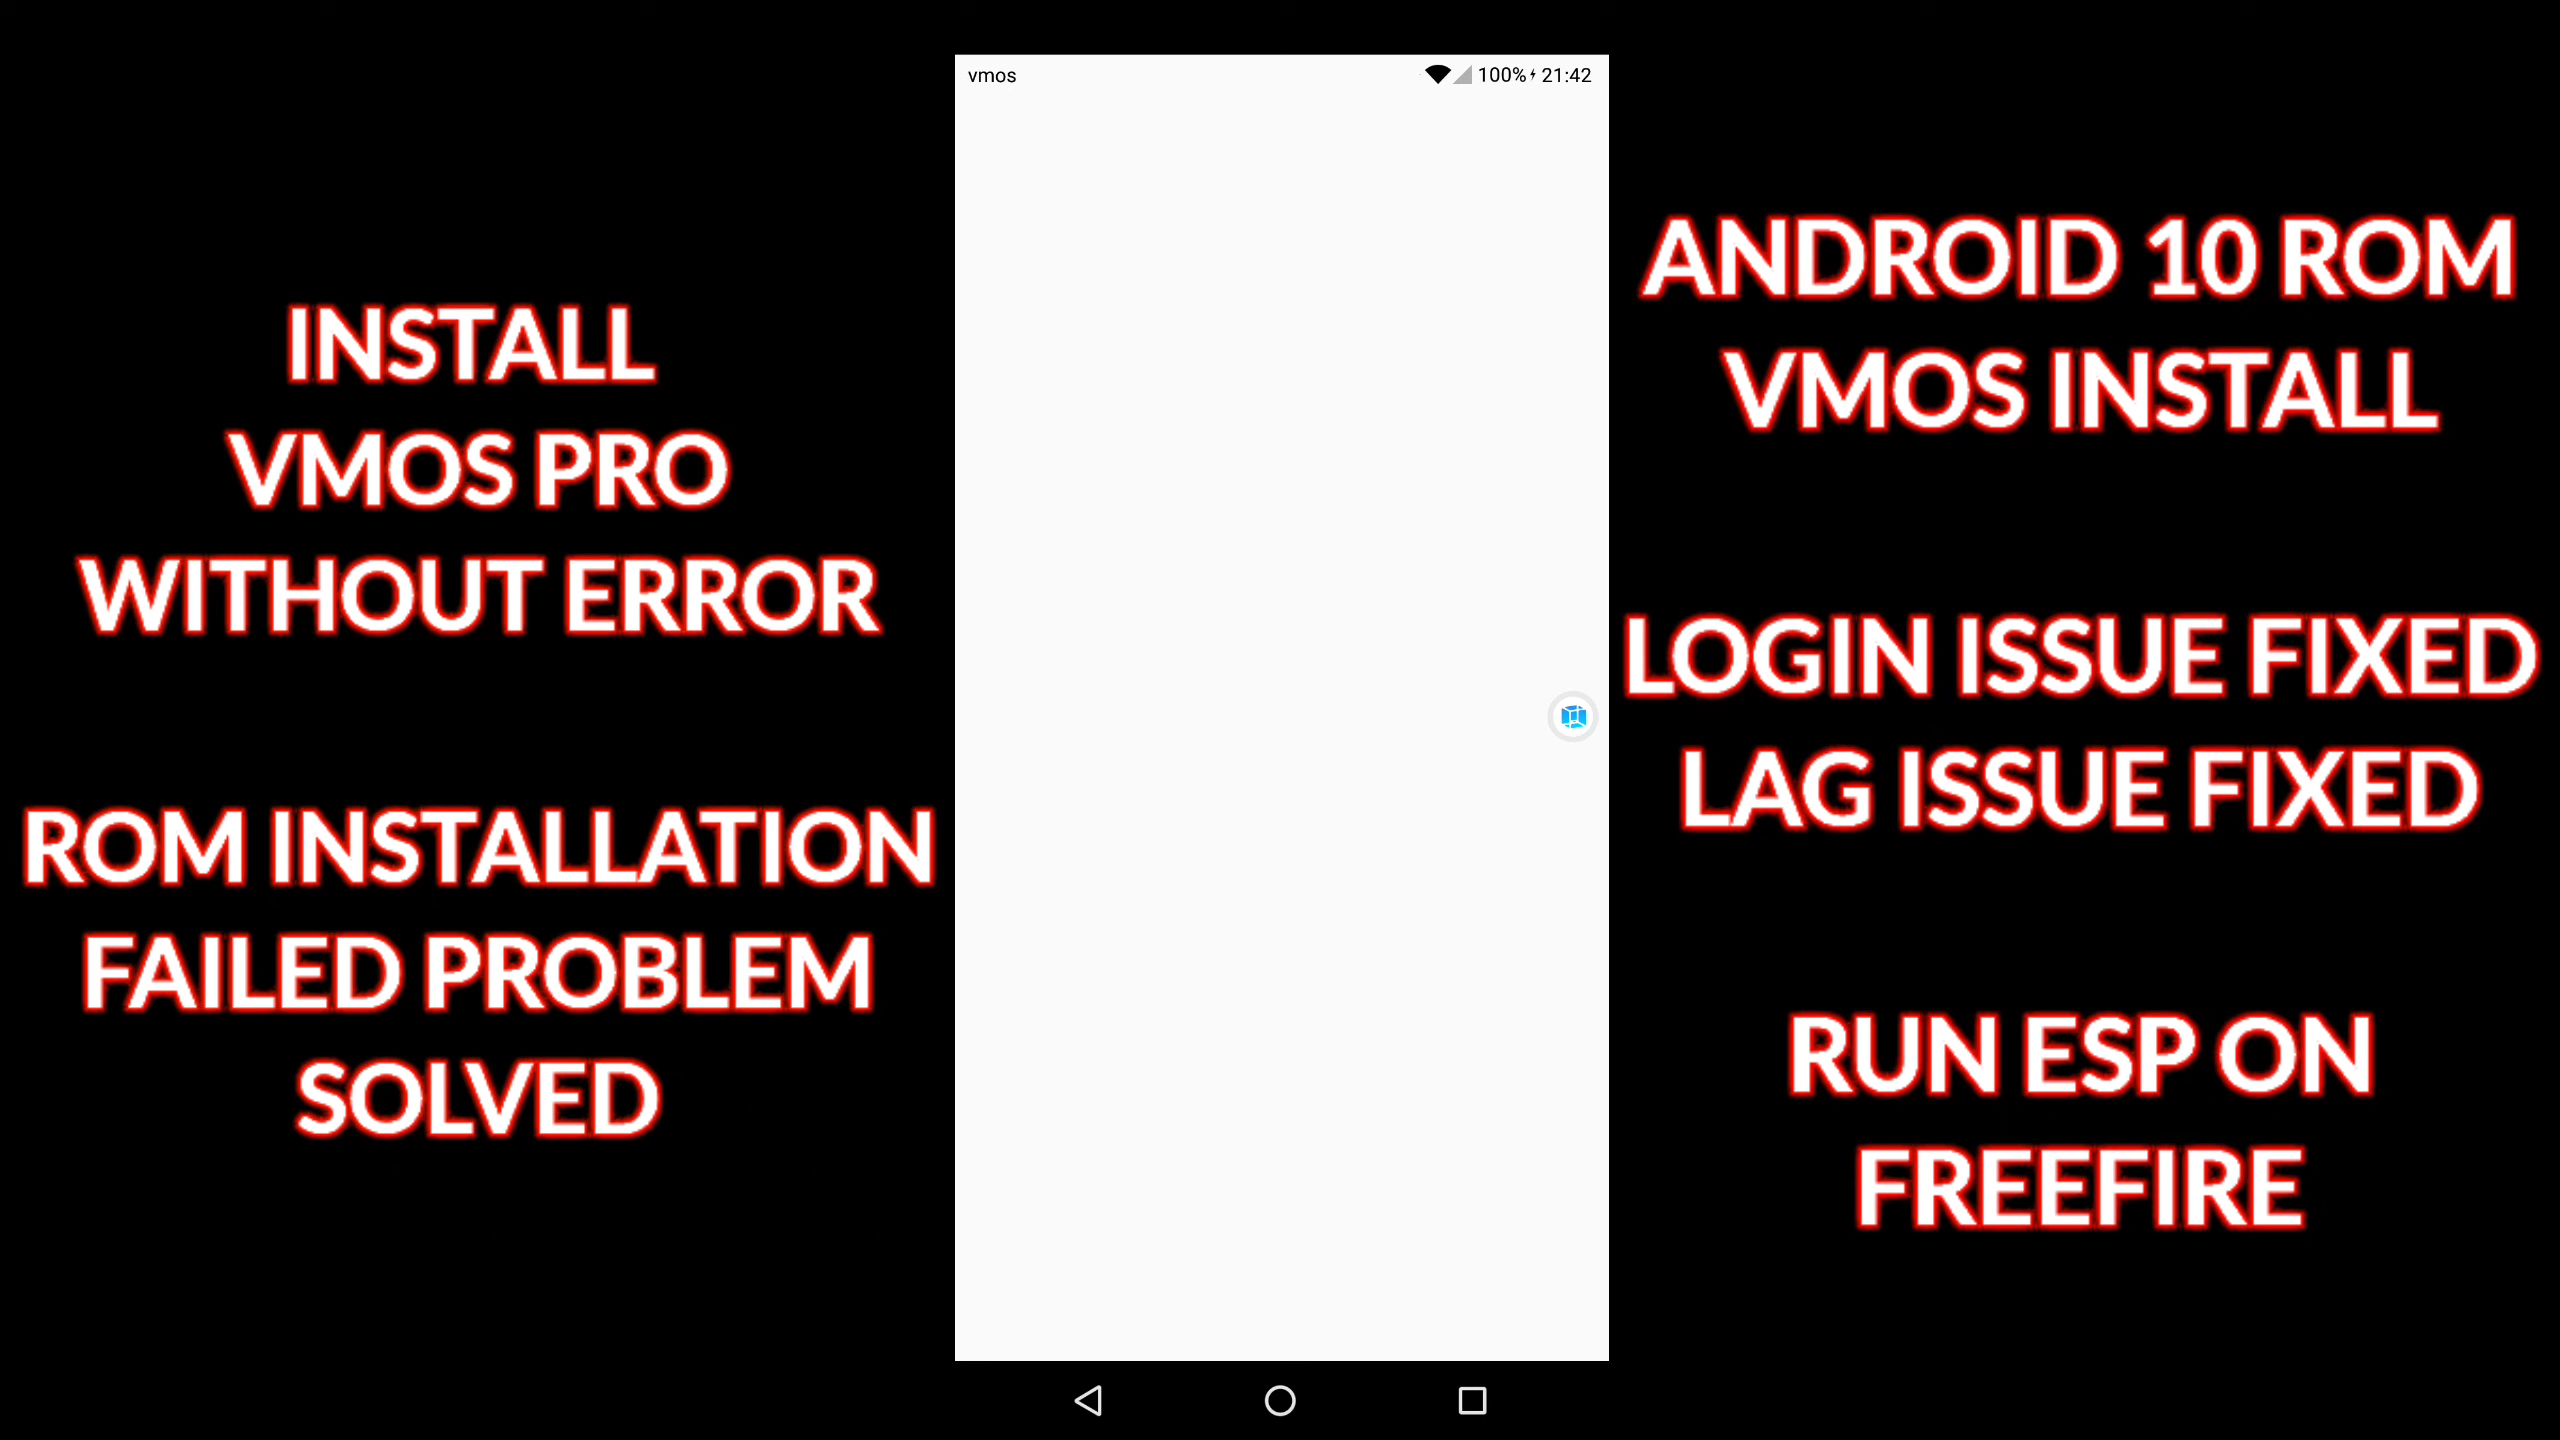 INSTALL
VMOS PRO
WITHOUT ERROR
ROM INSTALLATION
FAILED PROBLEM
SOLVED
vmos
100% 21:42
ANDROID 10 ROM
VMOS INSTALL
LOGIN ISSUE FIXED
LAG ISSUE FIXED
RUN ESP ON
FREEFIRE